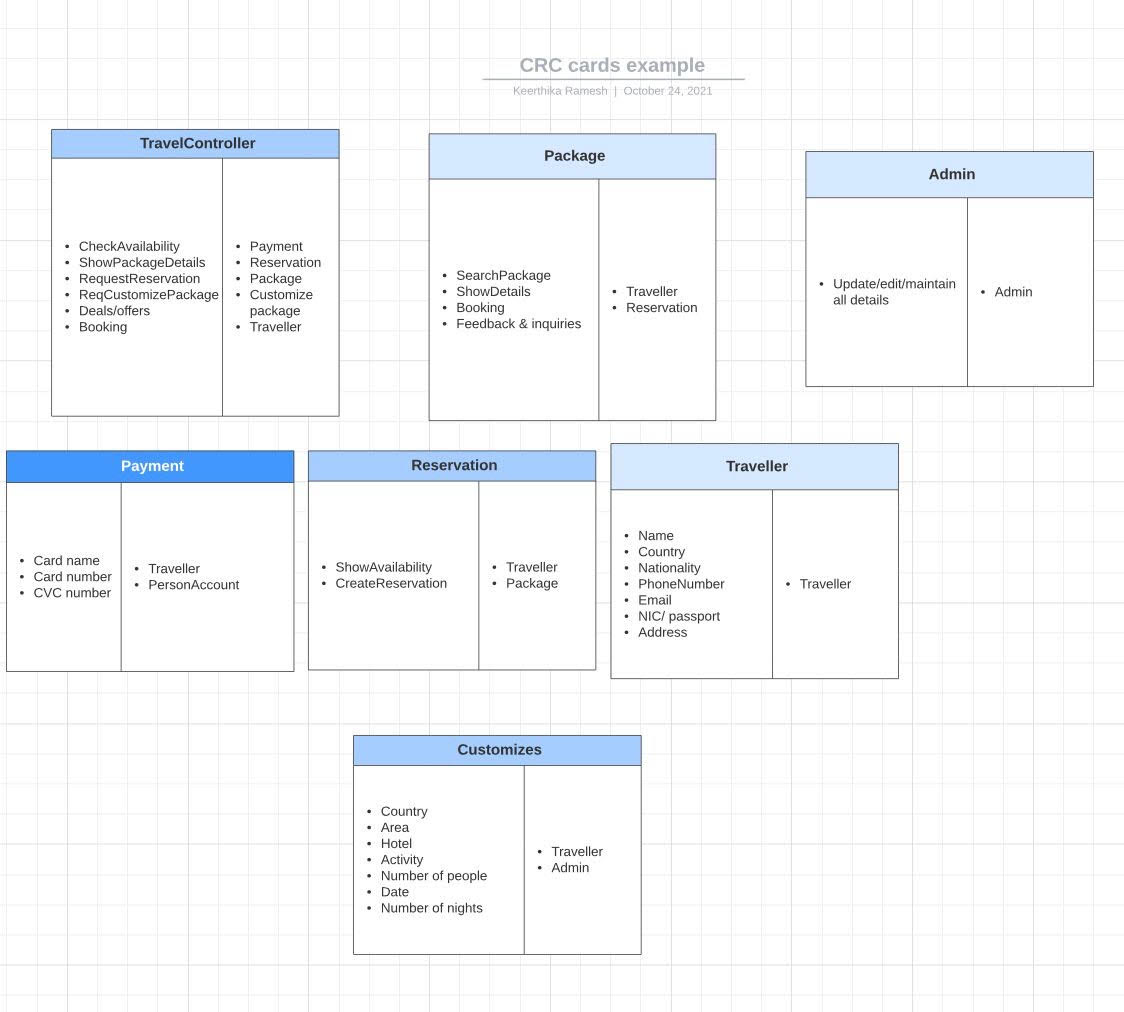 CRC cards example
Keerthika Ramesh | October 24, 2021
TravelController
• CheckAvailability
• ShowPackageDetails
• RequestReservation
• ReqCustomizePackage
• Deals/offers
• Booking
• Payment
• Reservation
• Package
• Customize
package
• Traveller
Package
• SearchPackage
• ShowDetails
• Booking
• Feedback & inquiries
• Traveller
• Reservation
Admin
• Update/edit/maintain
all details
• Admin
Payment
• Card name
• Card number
• CVC number
• Traveller
• PersonAccount
Reservation
• ShowAvailability
• CreateReservation
• Traveller
• Package
Traveller
• Name
• Country
• Nationality
• PhoneNumber
• Email
• NIC/ passport
• Address
• Traveller
Customizes
• Country
• Area
• Hotel
• Activity
• Number of people
• Date
• Number of nights
• Traveller
• Admin